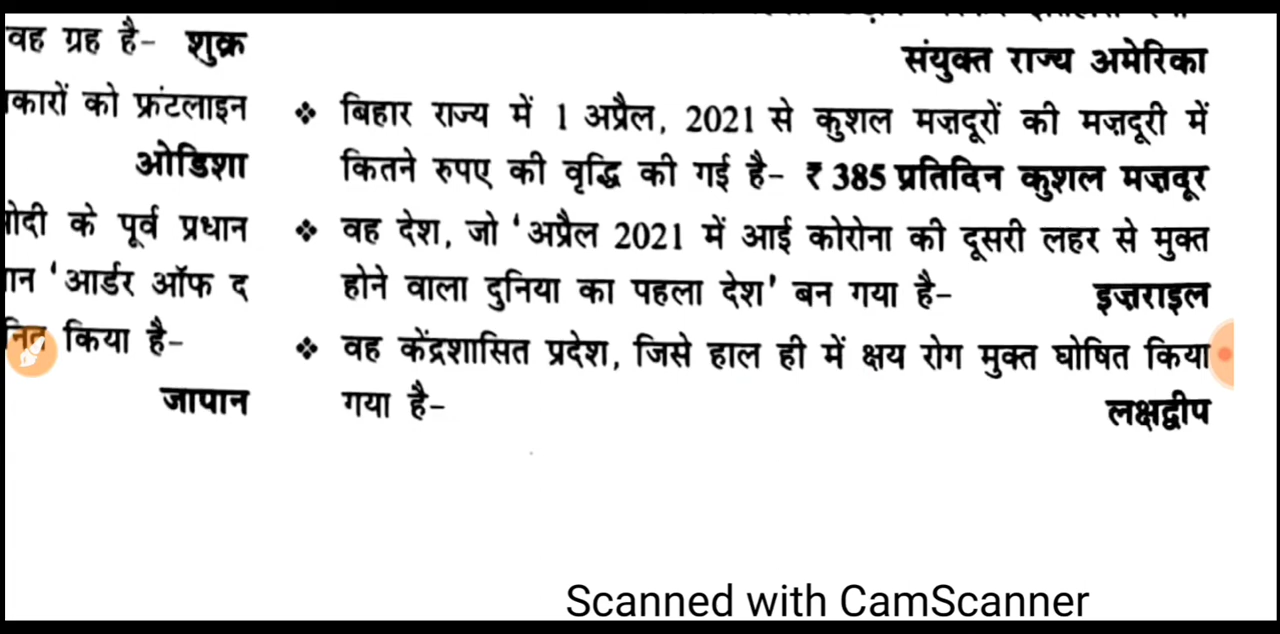 वह ग्रह है- शुक्र
कारों को फ्रंटलाइन
ओडिशा
मोदी के पूर्व प्रधान
'आर्डर ऑफ द
किया है-
जापान
संयुक्त राज्य अमेरिका
❖ बिहार राज्य में 1 अप्रैल, 2021 से कुशल मज़दूरों की मज़दूरी में
कितने रुपए की वृद्धि की गई है- ₹ 385 प्रतिदिन कुशल मज़दूर
❖ वह देश, जो 'अप्रैल 2021 में आई कोरोना की दूसरी लहर से मुक्त
होने वाला दुनिया का पहला देश' बन गया है- इज़राइल
❖ वह केंद्रशासित प्रदेश, जिसे हाल ही में क्षय रोग मुक्त घोषित किया
गया है- लक्षद्वीप
Scanned with CamScanner